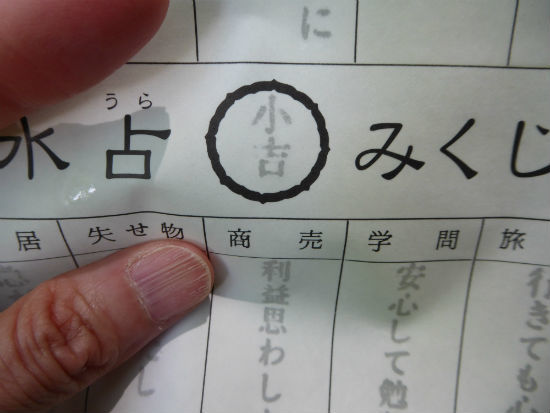 に
うら
水占
小吉
みくじ
居
失せ物
商売
学問
旅
利益思わし
安心して勉
行きても心